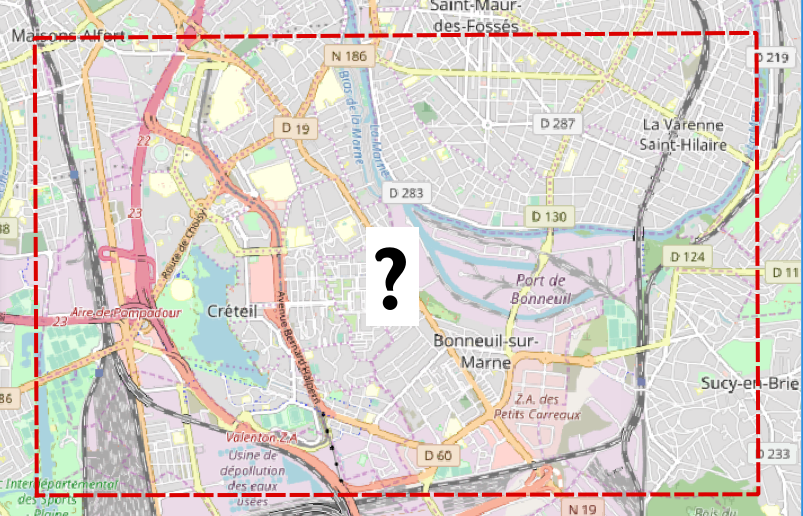 Saint-Maur-
des-Fossés
Maisons-Alfort
N 186
D 219
Bras de la Marne
La Marne
22
D 19
D 287
La Varenne
Saint-Hilaire
D 283
23
D 130
Route de Choisy
38
D 124
?
D 11
Port de
Bonneuil
Créteil
Aire de Pompadour
23
Avenue Bernard Halpern
Bonneuil-sur-
Marne
Sucy-en-Brie
86
Z.A. des
Petits Carreaux
Valenton Z.A
D 60
D 233
Usine de
dépollution
des eaux
usées
Interdépartemental
des Sports
Plaine
N 19
Bois du